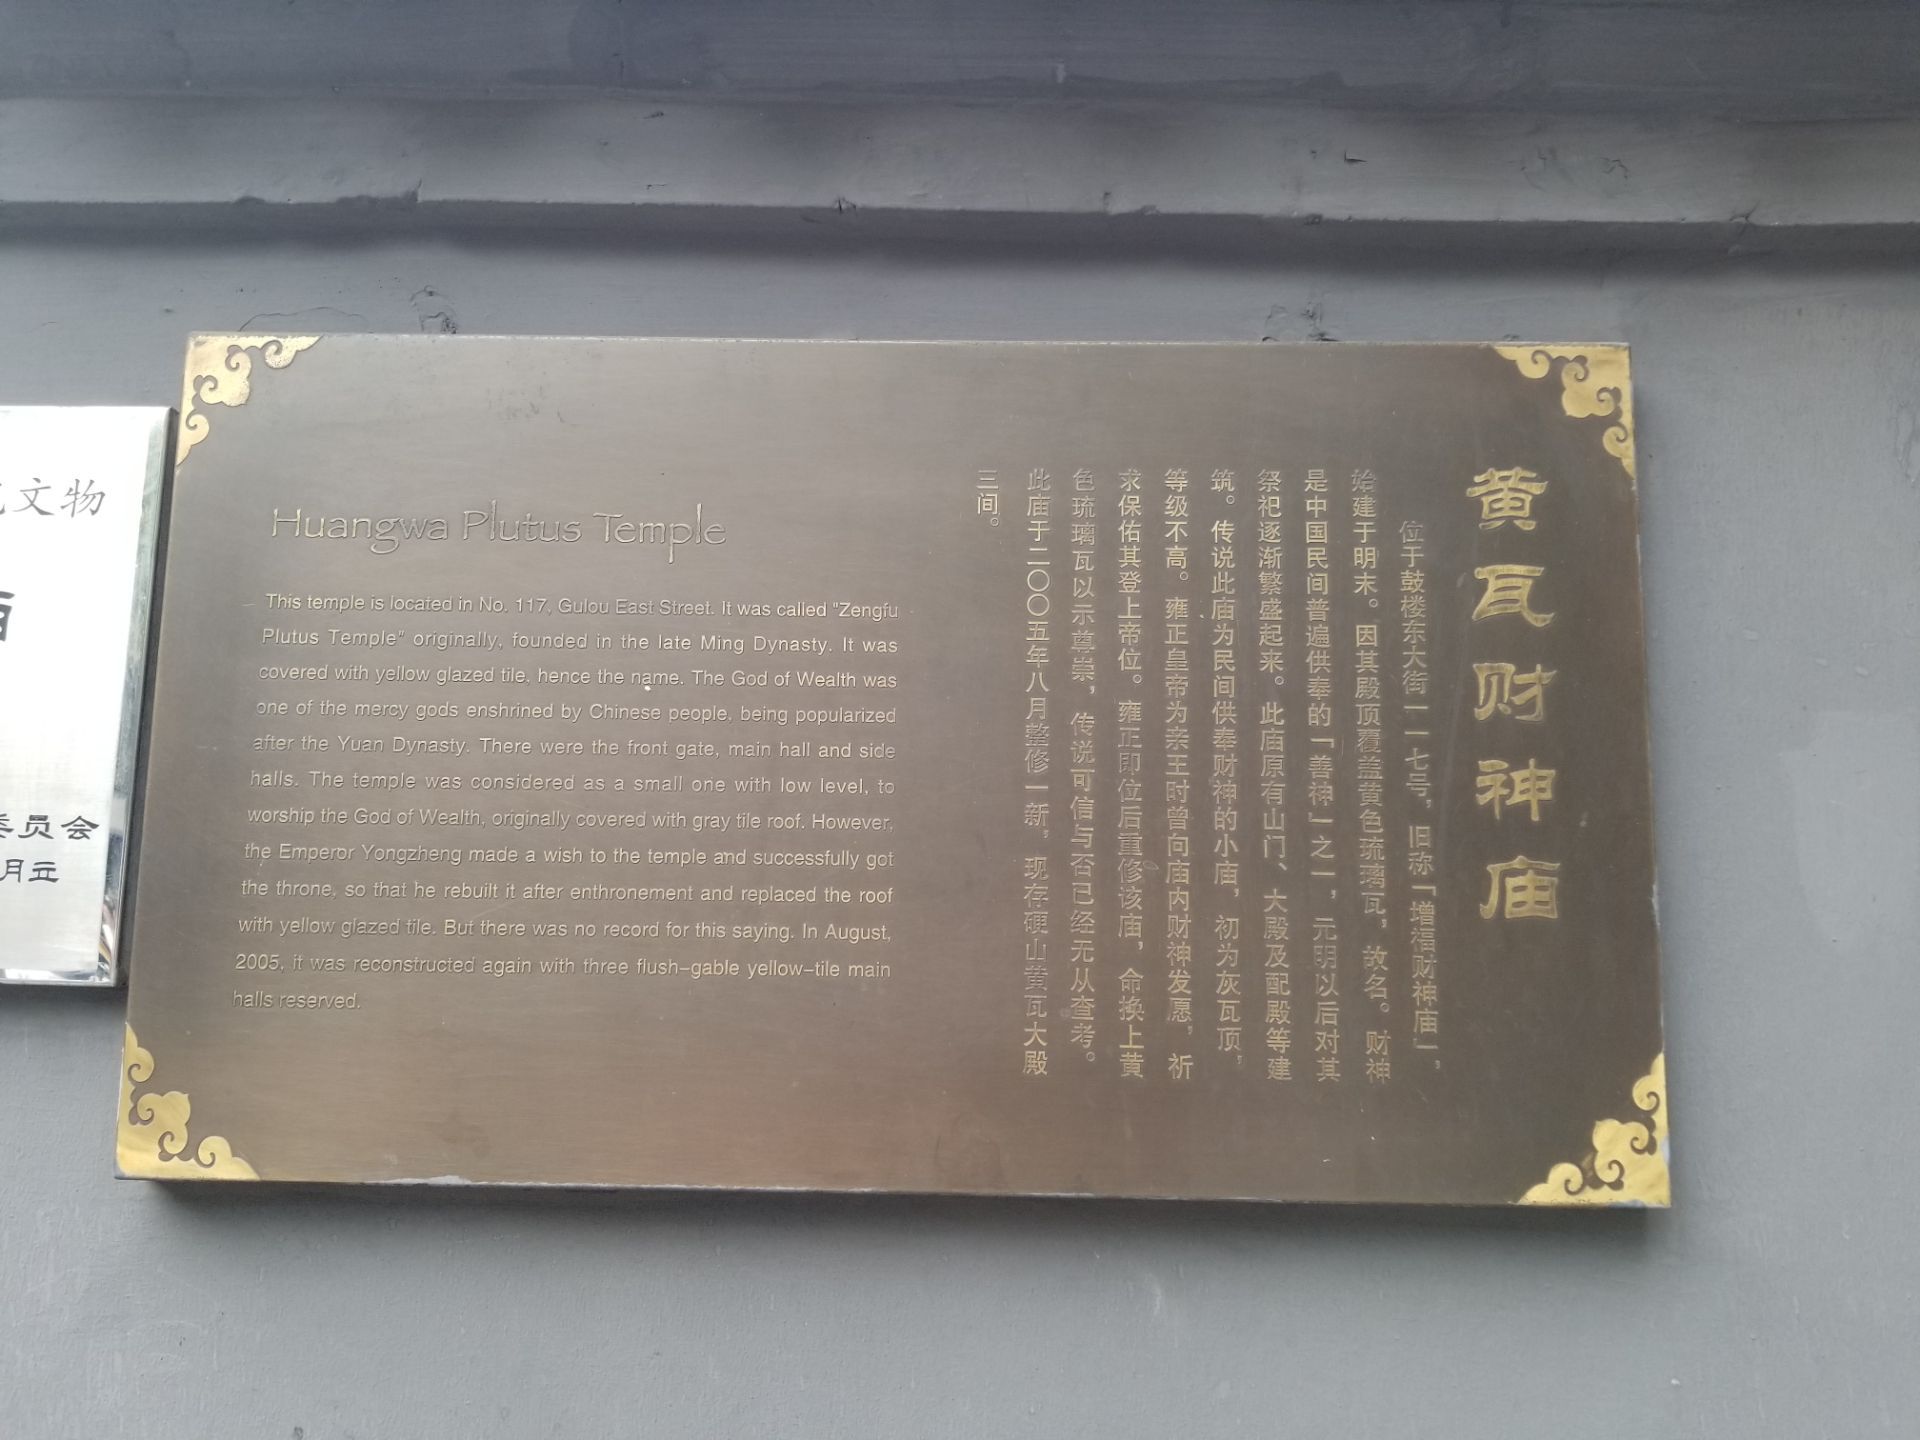 黄瓦财神庙
位于鼓楼东大街一一七号，旧称「增福财神庙」，
始建于明末。因其殿顶覆盖黄色琉璃瓦，故名。财神
是中国民间普遍供奉的「善神」之一，元明以后对其
祭祀逐渐繁盛起来。此庙原有山门、大殿及配殿等建
筑。传说此庙为民间供奉财神的小庙，初为灰瓦顶，
等级不高。雍正皇帝为亲王时曾向庙内财神发愿，祈
求保佑其登上帝位。雍正即位后重修该庙，命换上黄
色琉璃瓦以示尊崇，传说可信与否已经无从查考。
此庙于二〇〇五年八月整修一新，现存硬山黄瓦大殿
三间。
Huangwa Plutus Temple
This temple is located in No. 117, Gulou East Street. It was called "Zengfu
Plutus Temple" originally, founded in the late Ming Dynasty. It was
covered with yellow glazed tile, hence the name. The God of Wealth was
one of the mercy gods enshrined by Chinese people, being popularized
after the Yuan Dynasty. There were the front gate, main hall and side
halls. The temple was considered as a small one with low level, to
worship the God of Wealth, originally covered with gray tile roof. However,
the Emperor Yongzheng made a wish to the temple and successfully got
the throne, so that he rebuilt it after enthronement and replaced the roof
with yellow glazed tile. But there was no record for this saying. In August,
2005, it was reconstructed again with three flush-gable yellow-tile main
halls reserved.
文物
委员会
月立